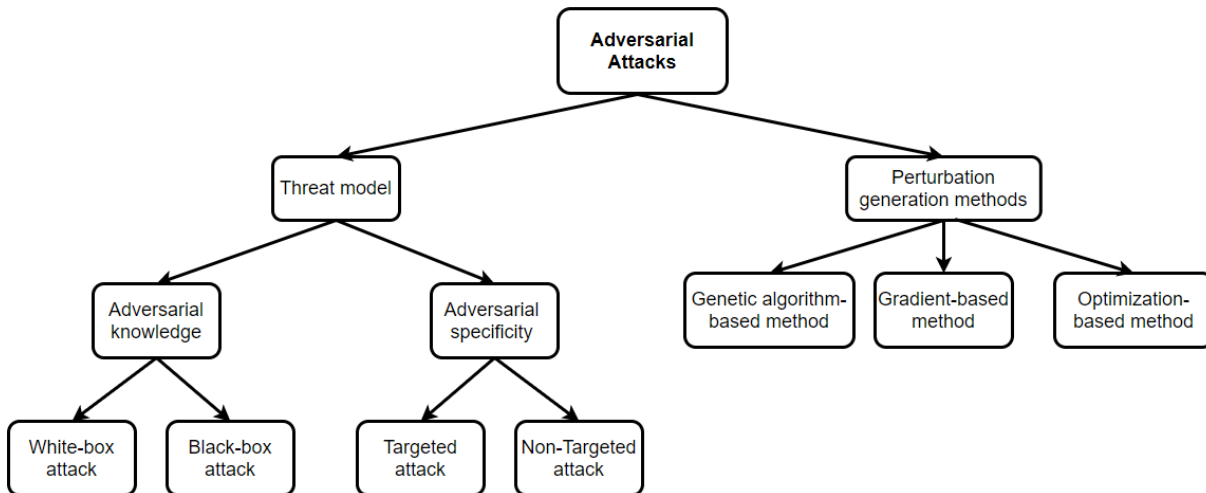 Adversarial
Attacks
Threat model
Perturbation
generation methods
Adversarial
knowledge
Adversarial
specificity
Genetic algorithm-
based method
Gradient-based
method
Optimization-
based method
White-box
attack
Black-box
attack
Targeted
attack
Non-Targeted
attack